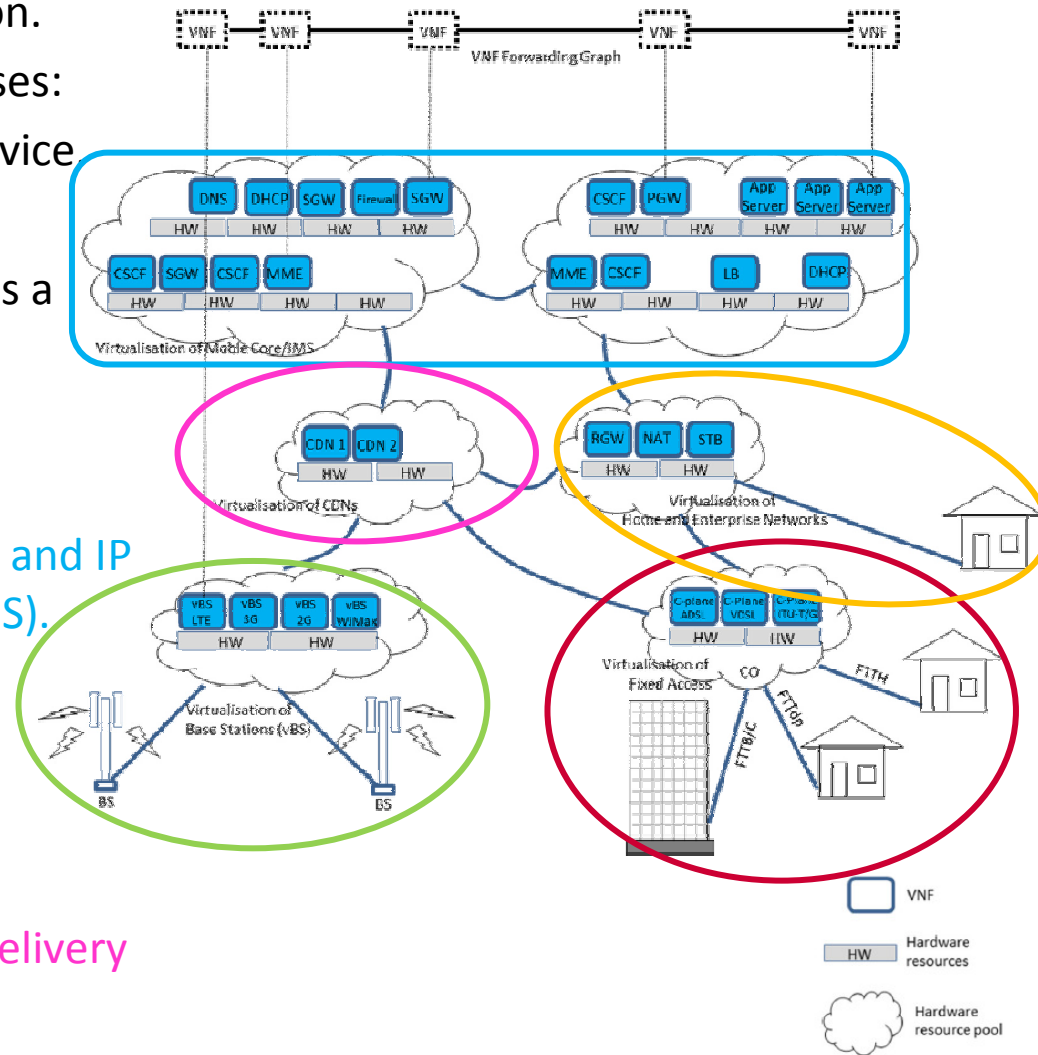 on.
VNF VNF VNF VNF VNF
VNF Forwarding Graph
ses:
vice
DNS DHCP SGW Firewall SGW
HW HW HW HW
CSCF PGW App Server App Server App Server
HW HW HW HW
s a
CSCF SGW CSCF MME
HW HW HW HW
MME CSCF LB DHCP
HW HW HW HW
Virtualisation of Mobile Core/IMS
CDN 1 CDN 2
HW HW
Virtualisation of CDNs
RGW NAT STB
HW HW
Virtualisation of
Home and Enterprise Networks
and IP
S).
vBS LTE vBS 3G vBS 2G vBS WiMax
HW HW
Virtualisation of
Base Stations (vBS)
BS BS
C-plane ADSL C-Plane VDSL C-Plane
HW HW
Virtualisation of
Fixed Access
CO
FTTH
FTTdp
FTTB/C
elivery
VNF
HW Hardware
resources
Hardware
resource pool